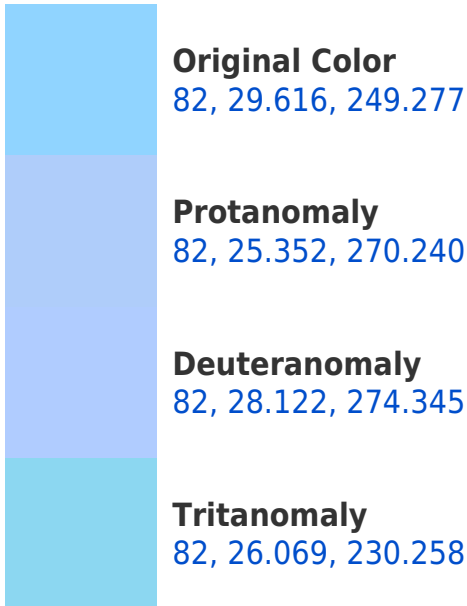 Original Color
82, 29.616, 249.277
Protanomaly
82, 25.352, 270.240
Deuteranomaly
82, 28.122, 274.345
Tritanomaly
82, 26.069, 230.258